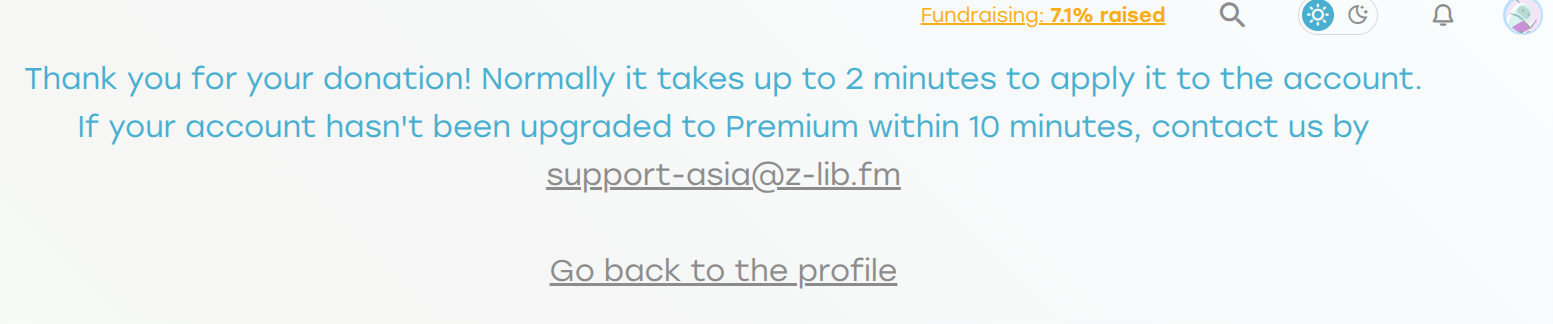 Fundraising: 7.1% raised
Thank you for your donation! Normally it takes up to 2 minutes to apply it to the account.
If your account hasn't been upgraded to Premium within 10 minutes, contact us by
support-asia@z-lib.fm
Go back to the profile